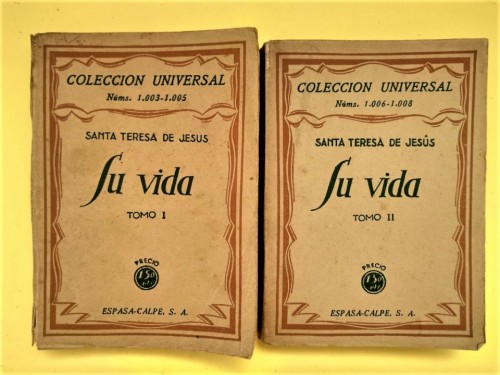 COLECCION UNIVERSAL
Núms. 1.003-1.005
SANTA TERESA DE JESUS
Su vida
TOMO I
PRECIO
ESPASA-CALPE, S. A.
COLECCION UNIVERSAL
Núms. 1.006-1.008
SANTA TERESA DE JESÚS
Su vida
TOMO II
PRECIO
ESPASA-CALPE, S. A.